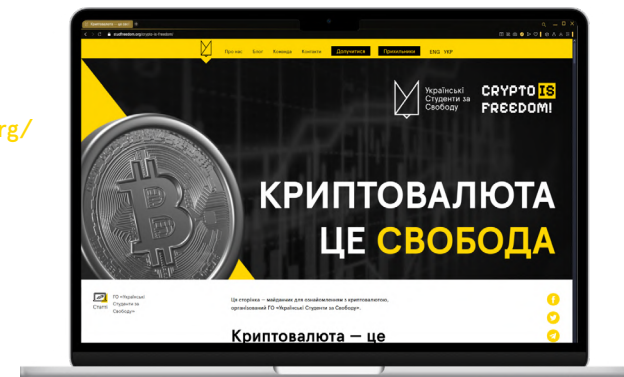 rg/
Про нас Блог Команда Контакти Долучитися Прихильники ENG УКР
Українські
Студенти за
Свободу
CRYPTO IS
FREEDOM!
КРИПТОВАЛЮТА
ЦЕ СВОБОДА
Статті
ГО «Українські
Студенти за
Свободу»
Ця сторінка — майданчик для ознайомленням з криптовалютою,
організований ГО «Українські Студенти за Свободу».
Криптовалюта — це